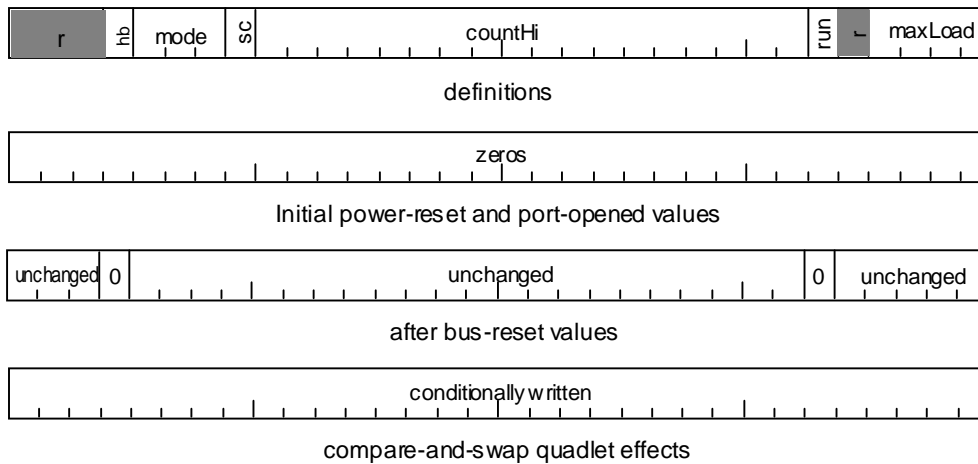 r hb mode sc countHi run r maxLoad
definitions
zeros
Initial power-reset and port-opened values
unchanged 0 unchanged 0 unchanged
after bus-reset values
conditionally written
compare-and-swap quadlet effects